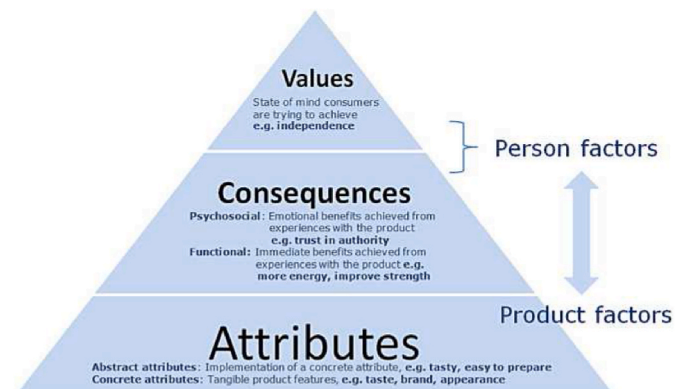 Values
State of mind consumers
are trying to achieve
e.g. independence
Person factors
Consequences
Psychosocial: Emotional benefits achieved from
experiences with the product
e.g. trust in authority
Functional: Immediate benefits achieved from
experiences with the product e.g.
more energy, improve strength
Product factors
Attributes
Abstract attributes: Implementation of a concrete attribute, e.g. tasty, easy to prepare
Concrete attributes: Tangible product features, e.g. taste, brand, appearance